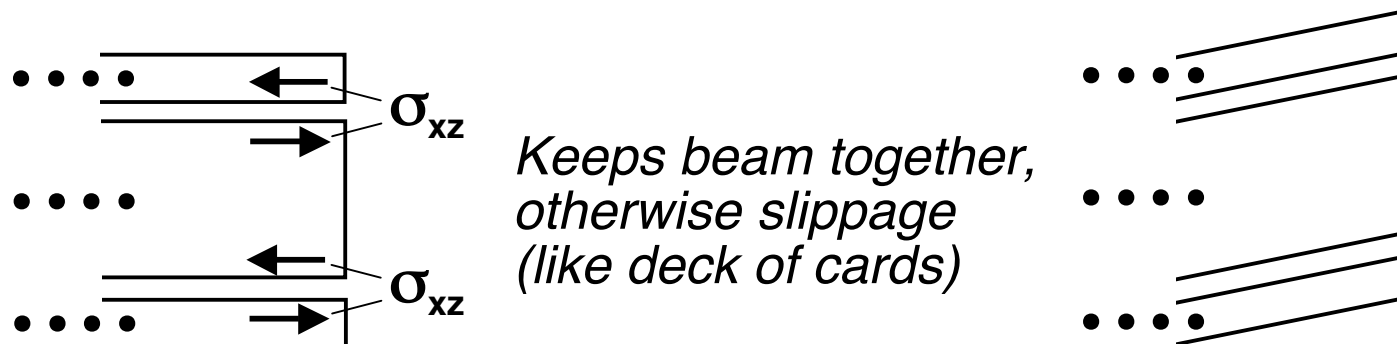 σxz
Keeps beam together,
otherwise slippage
(like deck of cards)
σxz